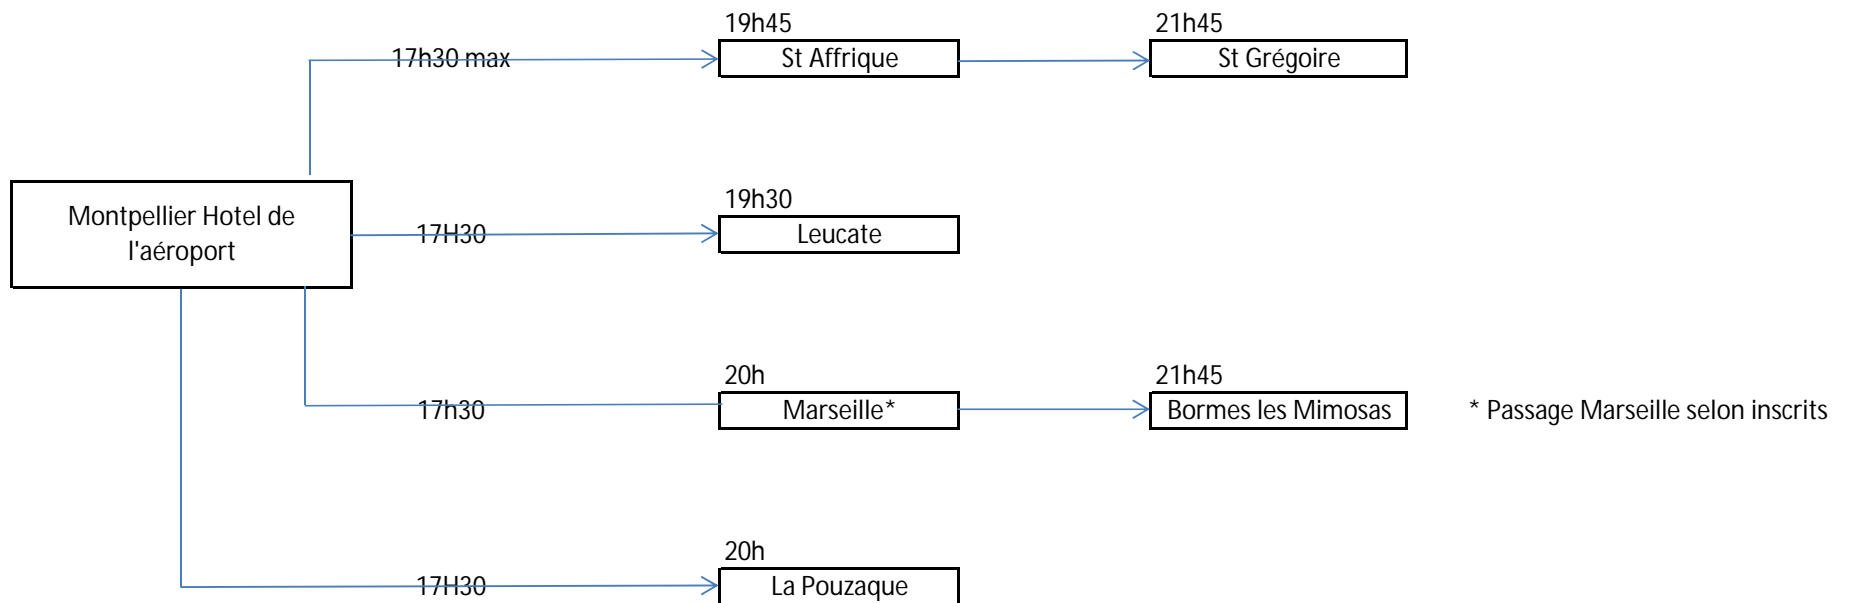 19h45
21h45
17h30 max
St Affrique
St Grégoire
19h30
Montpellier Hotel de
l'aéroport
17H30
Leucate
20h
21h45
17h30
Marseille*
Bormes les Mimosas
* Passage Marseille selon inscrits
20h
17H30
La Pouzaque